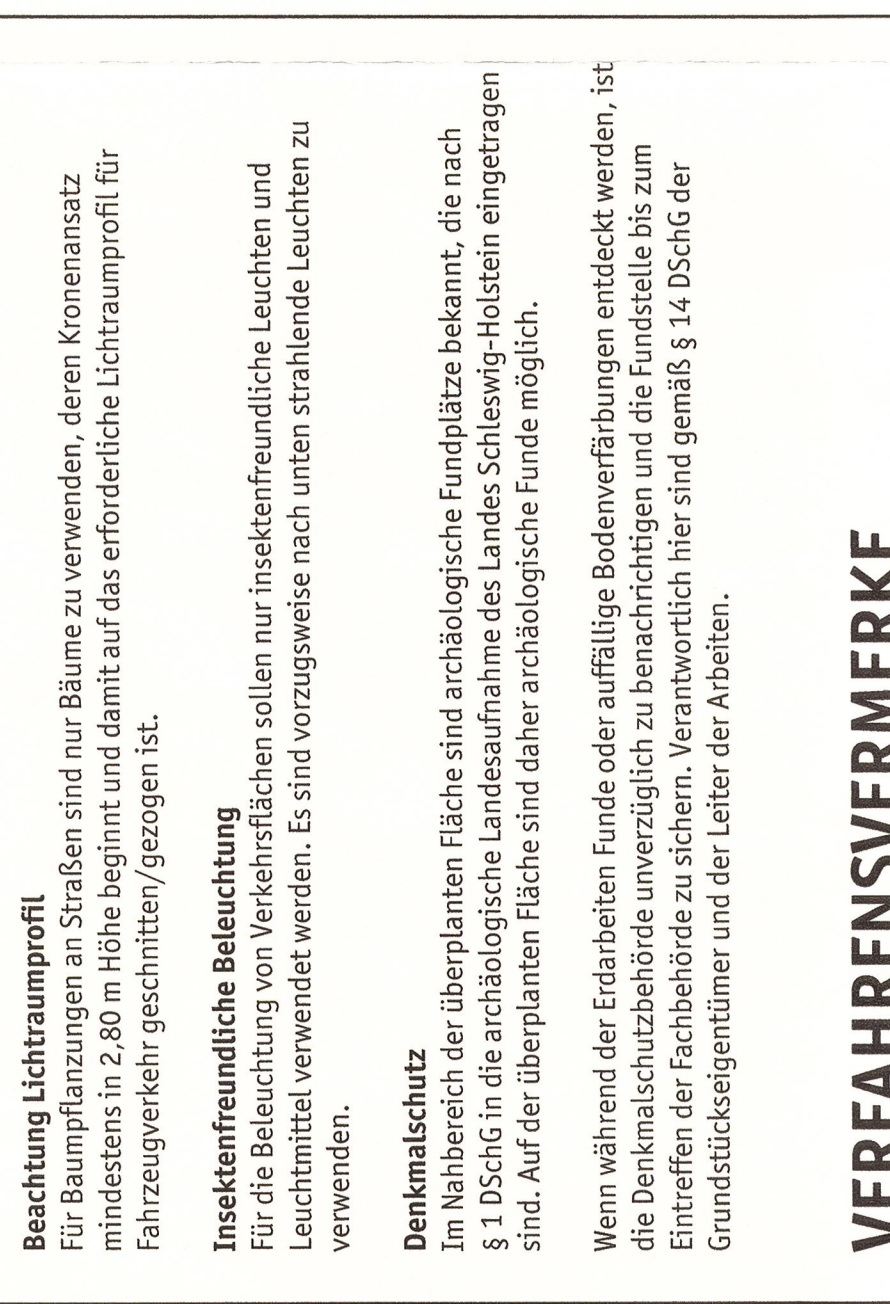 Beachtung Lichtraumprofil
Für Baumpflanzungen an Straßen sind nur Bäume zu verwenden, deren Kronenansatz
mindestens in 2,80 m Höhe beginnt und damit auf das erforderliche Lichtraumprofil für
Fahrzeugverkehr geschnitten/gezogen ist.
Insektenfreundliche Beleuchtung
Für die Beleuchtung von Verkehrsflächen sollen nur insektenfreundliche Leuchten und
Leuchtmittel verwendet werden. Es sind vorzugsweise nach unten strahlende Leuchten zu
verwenden.
Denkmalschutz
Im Nahbereich der überplanten Fläche sind archäologische Fundplätze bekannt, die nach
§ 1 DSchG in die archäologische Landesaufnahme des Landes Schleswig-Holstein eingetragen
sind. Auf der überplanten Fläche sind daher archäologische Funde möglich.
Wenn während der Erdarbeiten Funde oder auffällige Bodenverfärbungen entdeckt werden, ist
die Denkmalschutzbehörde unverzüglich zu benachrichtigen und die Fundstelle bis zum
Eintreffen der Fachbehörde zu sichern. Verantwortlich hier sind gemäß § 14 DSchG der
Grundstückseigentümer und der Leiter der Arbeiten.
VERFAHRENSVERMERKE